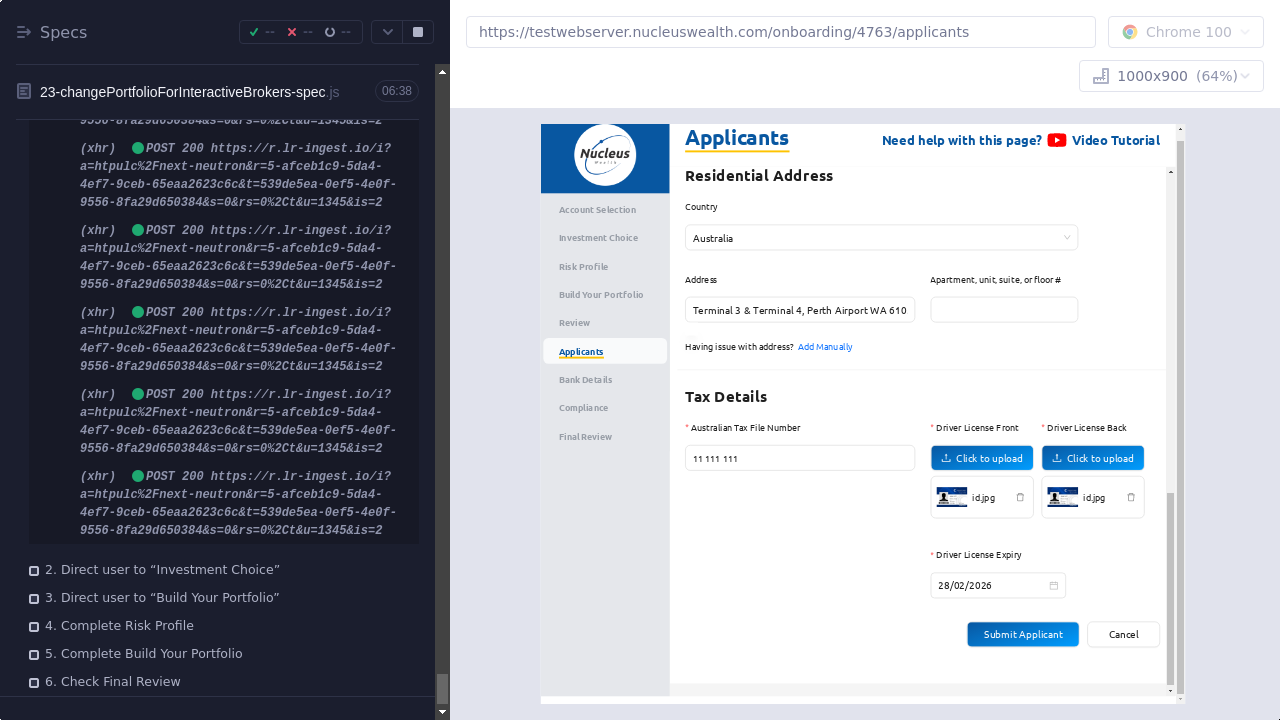 Specs
--
--
--
https://testwebserver.nucleuswealth.com/onboarding/4763/applicants
Chrome 100
1000x900 (64%)
23-changePortfolioForInteractiveBrokers-spec.js
06:38
9556-8fa29d650384&s=0&rs=0%2Ct&u=1345&is=2
(xhr) POST 200 https://r.lr-ingest.io/i?
a=htpulc%2Fnext-neutron&r=5-afceb1c9-5da4-
4ef7-9ceb-65eaa2623c6c&t=539de5ea-0ef5-4e0f-
9556-8fa29d650384&s=0&rs=0%2Ct&u=1345&is=2
(xhr) POST 200 https://r.lr-ingest.io/i?
a=htpulc%2Fnext-neutron&r=5-afceb1c9-5da4-
4ef7-9ceb-65eaa2623c6c&t=539de5ea-0ef5-4e0f-
9556-8fa29d650384&s=0&rs=0%2Ct&u=1345&is=2
(xhr) POST 200 https://r.lr-ingest.io/i?
a=htpulc%2Fnext-neutron&r=5-afceb1c9-5da4-
4ef7-9ceb-65eaa2623c6c&t=539de5ea-0ef5-4e0f-
9556-8fa29d650384&s=0&rs=0%2Ct&u=1345&is=2
(xhr) POST 200 https://r.lr-ingest.io/i?
a=htpulc%2Fnext-neutron&r=5-afceb1c9-5da4-
4ef7-9ceb-65eaa2623c6c&t=539de5ea-0ef5-4e0f-
9556-8fa29d650384&s=0&rs=0%2Ct&u=1345&is=2
(xhr) POST 200 https://r.lr-ingest.io/i?
a=htpulc%2Fnext-neutron&r=5-afceb1c9-5da4-
4ef7-9ceb-65eaa2623c6c&t=539de5ea-0ef5-4e0f-
9556-8fa29d650384&s=0&rs=0%2Ct&u=1345&is=2
2. Direct user to “Investment Choice”
3. Direct user to “Build Your Portfolio”
4. Complete Risk Profile
5. Complete Build Your Portfolio
6. Check Final Review
Nucleus
Wealth
Account Selection
Investment Choice
Risk Profile
Build Your Portfolio
Review
Applicants
Bank Details
Compliance
Final Review
Applicants
Need help with this page? Video Tutorial
Residential Address
Country
Australia
Address
Apartment, unit, suite, or floor #
Terminal 3 & Terminal 4, Perth Airport WA 610
Having issue with address? Add Manually
Tax Details
* Australian Tax File Number
* Driver License Front
* Driver License Back
11 111 111
Click to upload
Click to upload
id.jpg
id.jpg
* Driver License Expiry
28/02/2026
Submit Applicant
Cancel